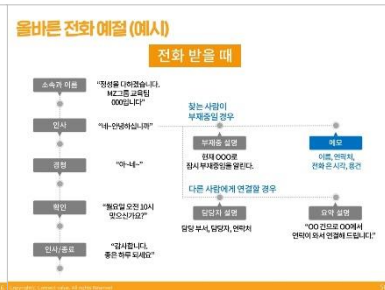 올바른 전화 예절 (예시)
전화 받을 때
소속과 이름
"정성을 다하겠습니다.
MZ그룹 교육팀
000입니다"
인사
"네~안녕하십니까"
긍정
"아~네~"
확인
"월요일 오전 10시
맞으신가요?"
인사/종료
"감사합니다.
좋은 하루 되세요"
찾는 사람이
부재중일 경우
부재중 설명
현재 OOO로
잠시 부재중임을 알린다.
메모
이름, 연락처,
전화 온 시각, 용건
다른 사람에게 연결할 경우
담당자 설명
담당 부서, 담당자, 연락처
요약 설명
"OO 건으로 OO에서
연락이 와서 연결해 드립니다."